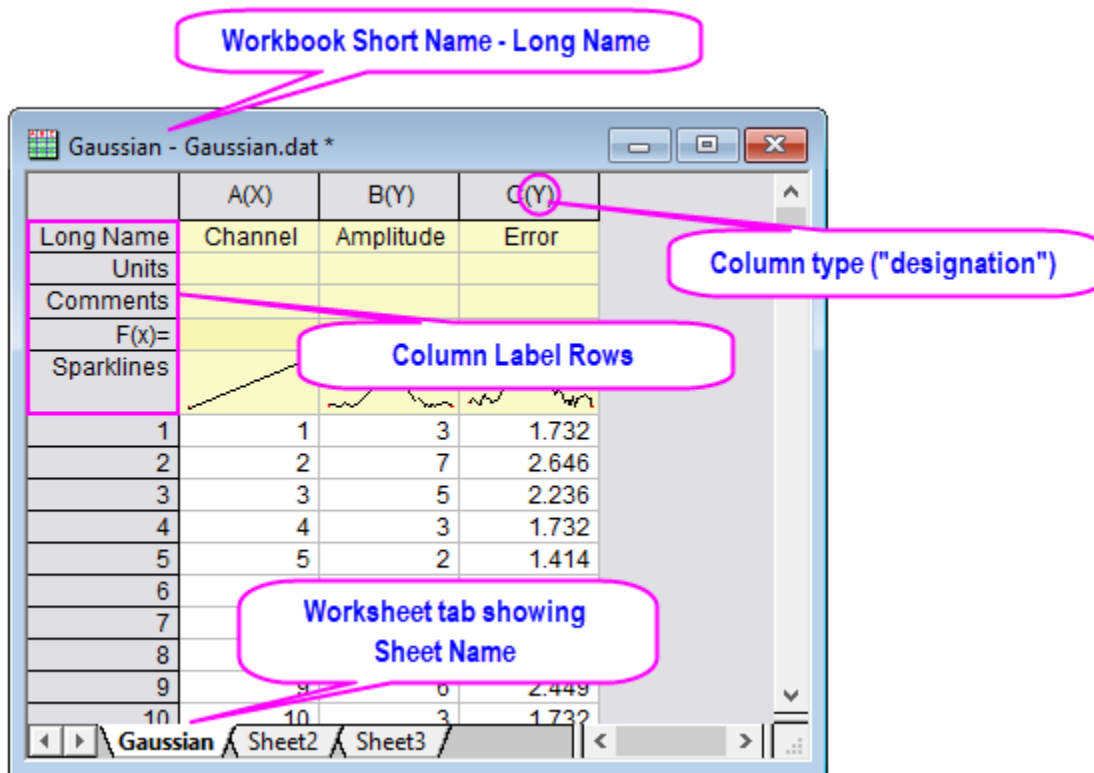 Workbook Short Name - Long Name
Gaussian - Gaussian.dat *
A(X) B(Y) C(Y)
Long Name Channel Amplitude Error
Units
Column type ("designation")
Comments
F(x)=
Column Label Rows
Sparklines
1 1 3 1.732
2 2 7 2.646
3 3 5 2.236
4 4 3 1.732
5 5 2 1.414
6
Worksheet tab showing
7
Sheet Name
8
9 9 6 2.449
10 10 3 1.732
Gaussian Sheet2 Sheet3